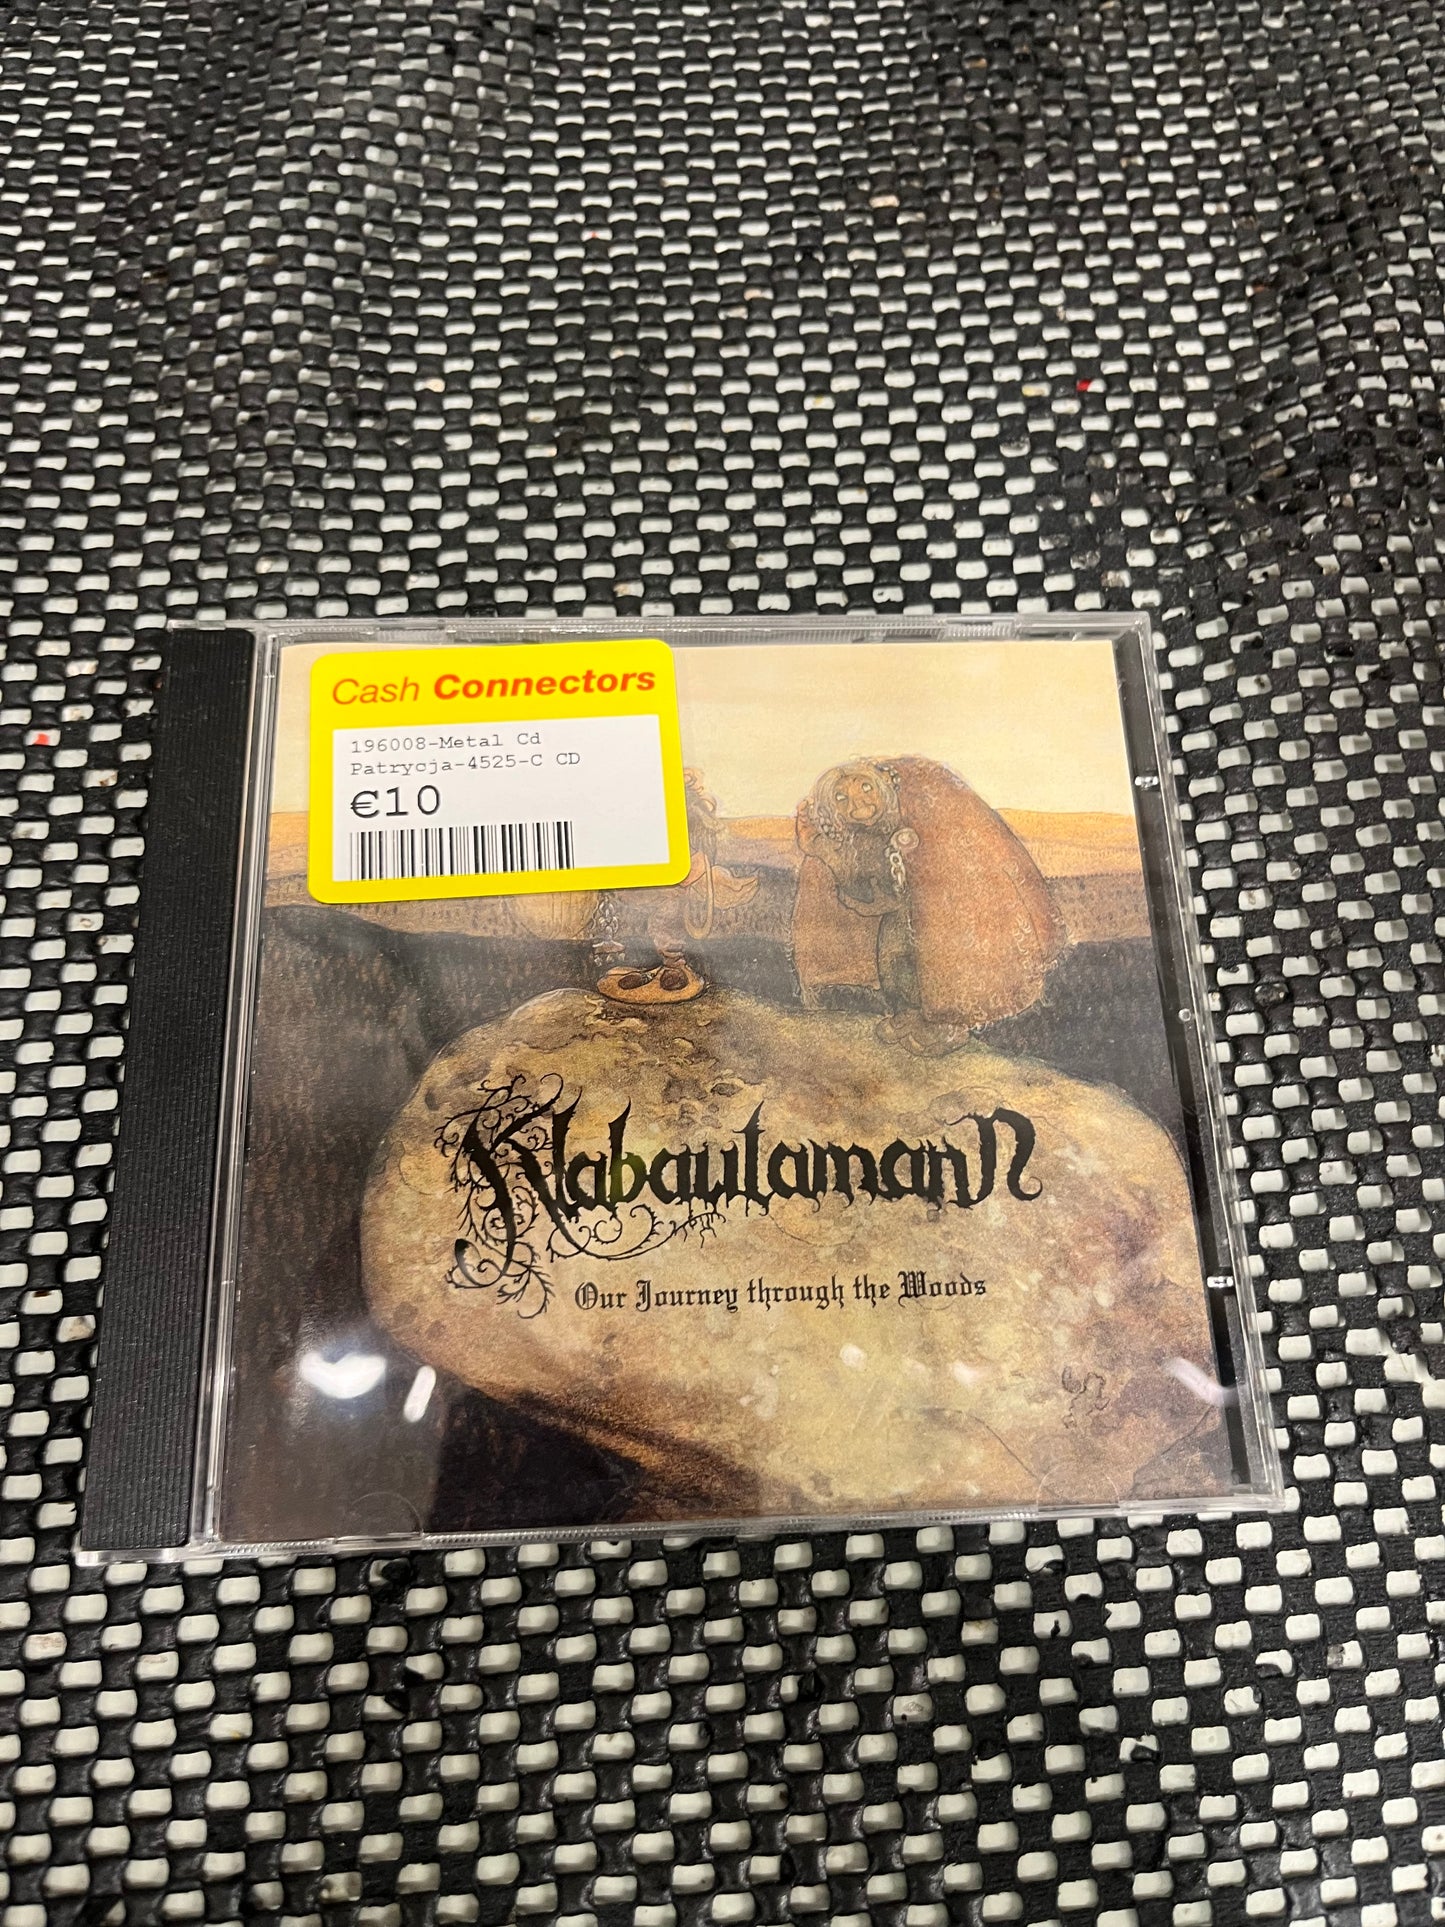 Cash Connectors
196008-Metal Cd
Patrycja-4525-C CD
€10
Klabautamann
Our Journey through the Woods